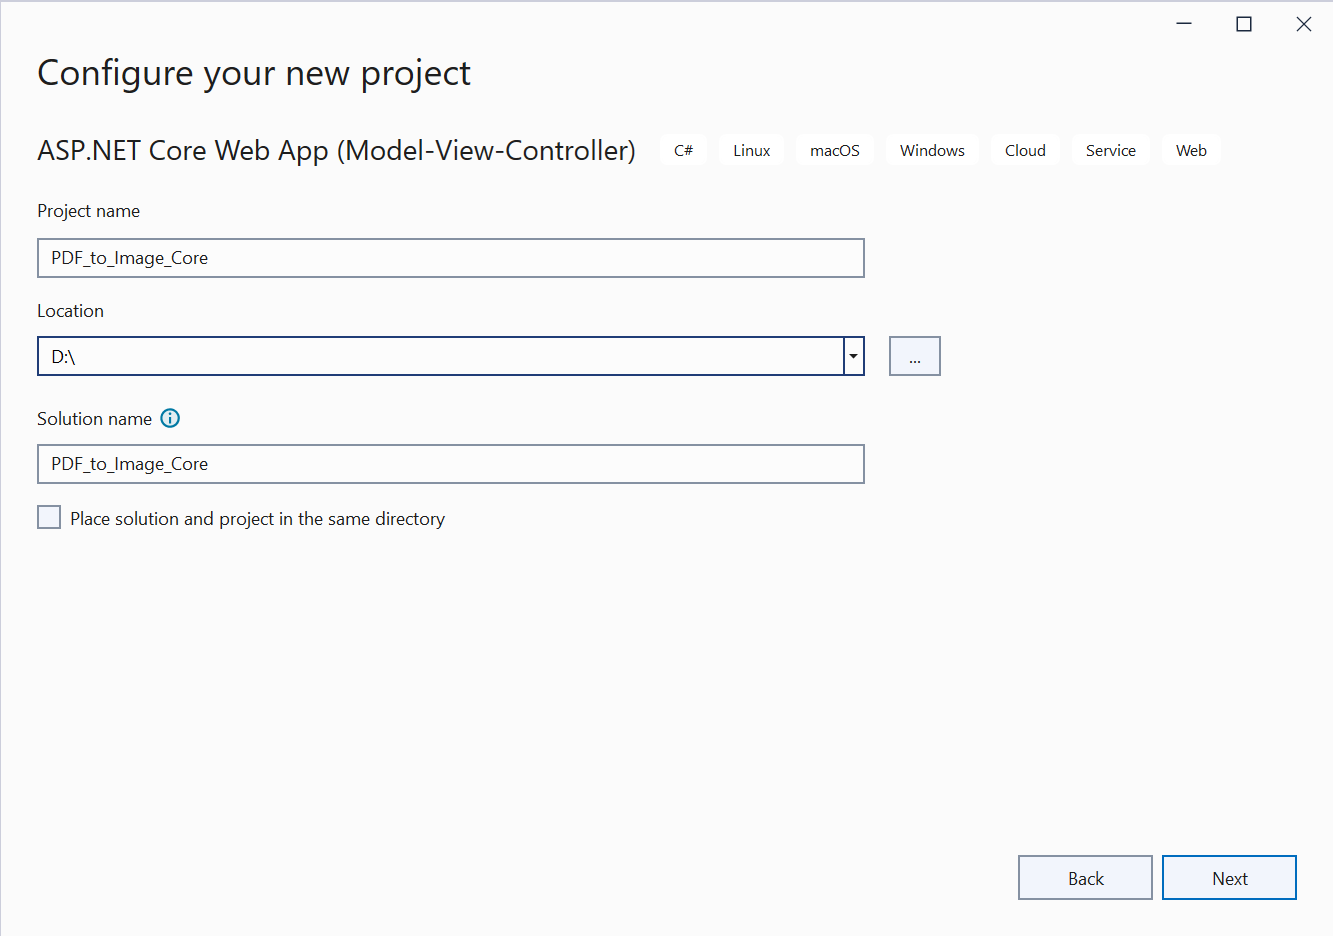 Configure your new project
ASP.NET Core Web App (Model-View-Controller) C# Linux macOS Windows Cloud Service Web
Project name
PDF_to_Image_Core
Location
D:\
...
Solution name
PDF_to_Image_Core
Place solution and project in the same directory
Back Next